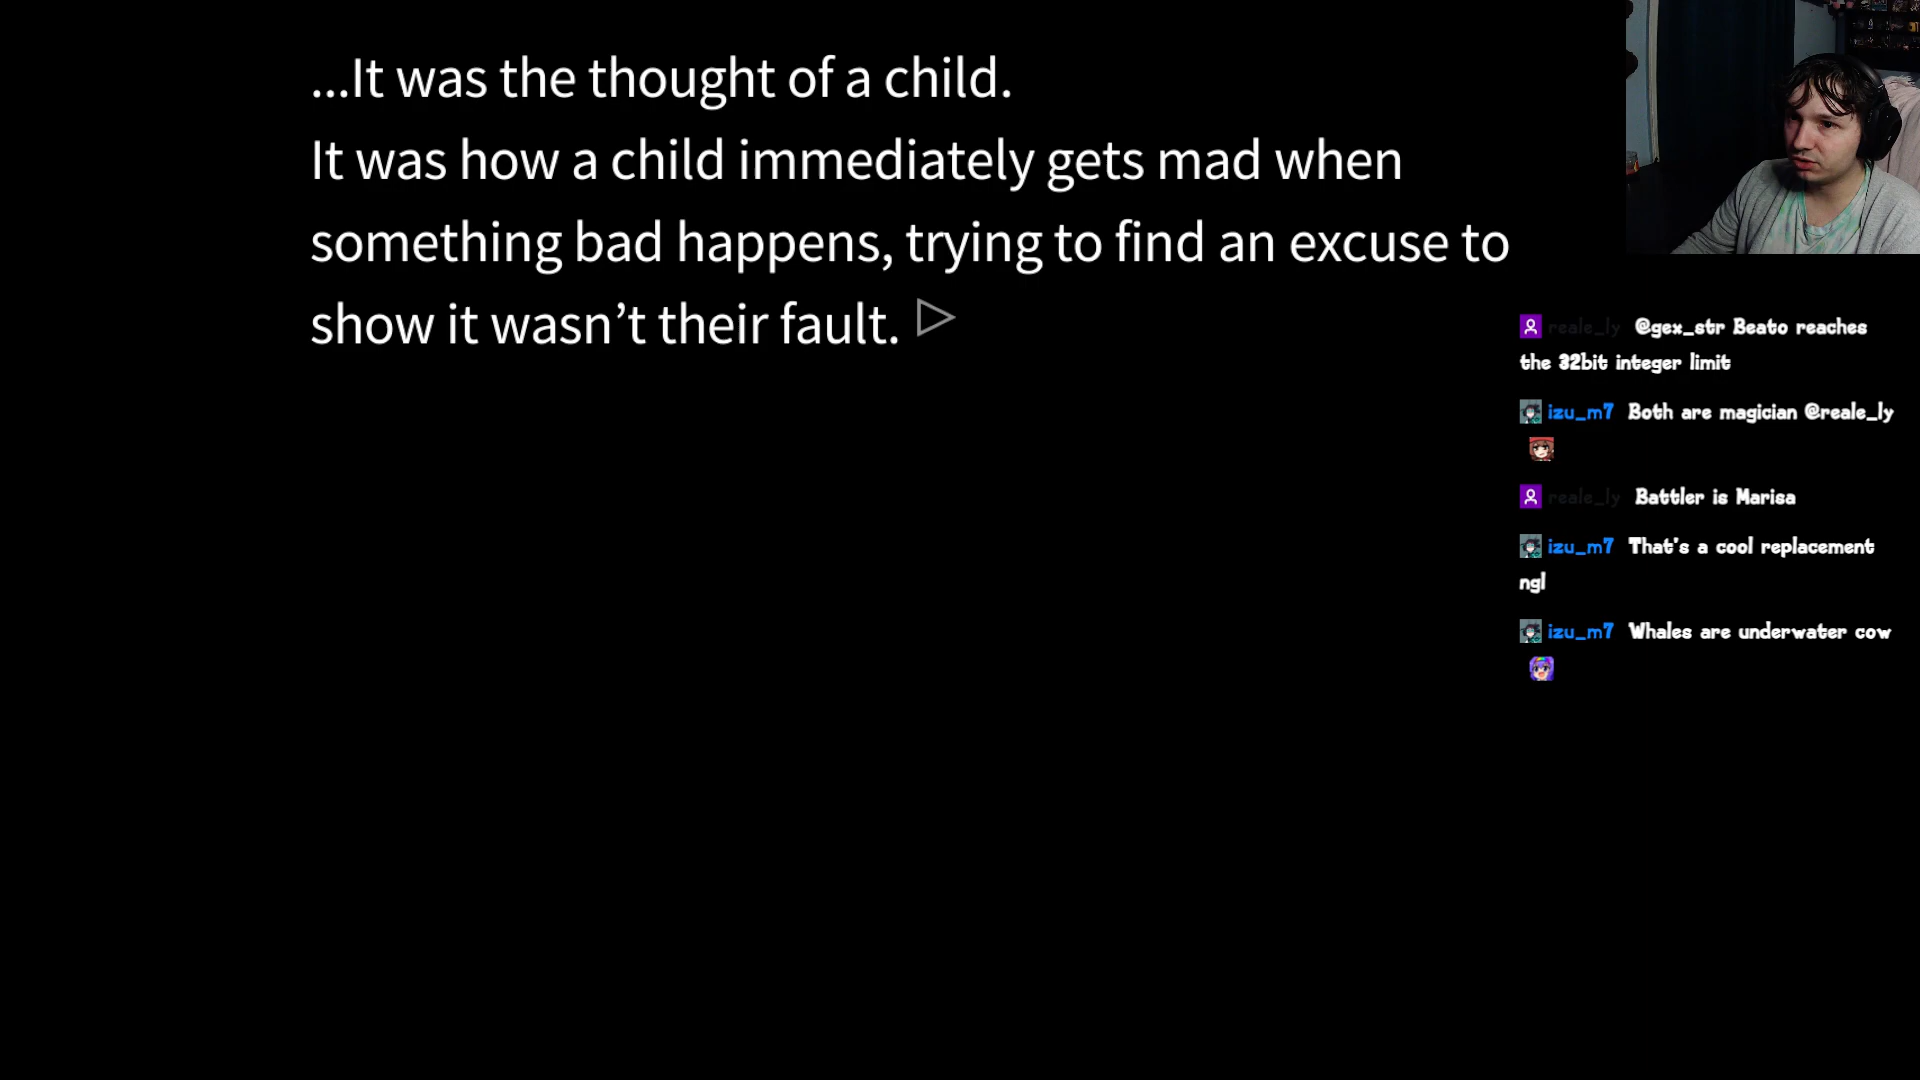 ...It was the thought of a child.
It was how a child immediately gets mad when
something bad happens, trying to find an excuse to
show it wasn’t their fault.
reale_ly @gex_str Beato reaches
the 32bit integer limit
izu_m7 Both are magician @reale_ly
reale_ly Battler is Marisa
izu_m7 That's a cool replacement
ngl
izu_m7 Whales are underwater cow